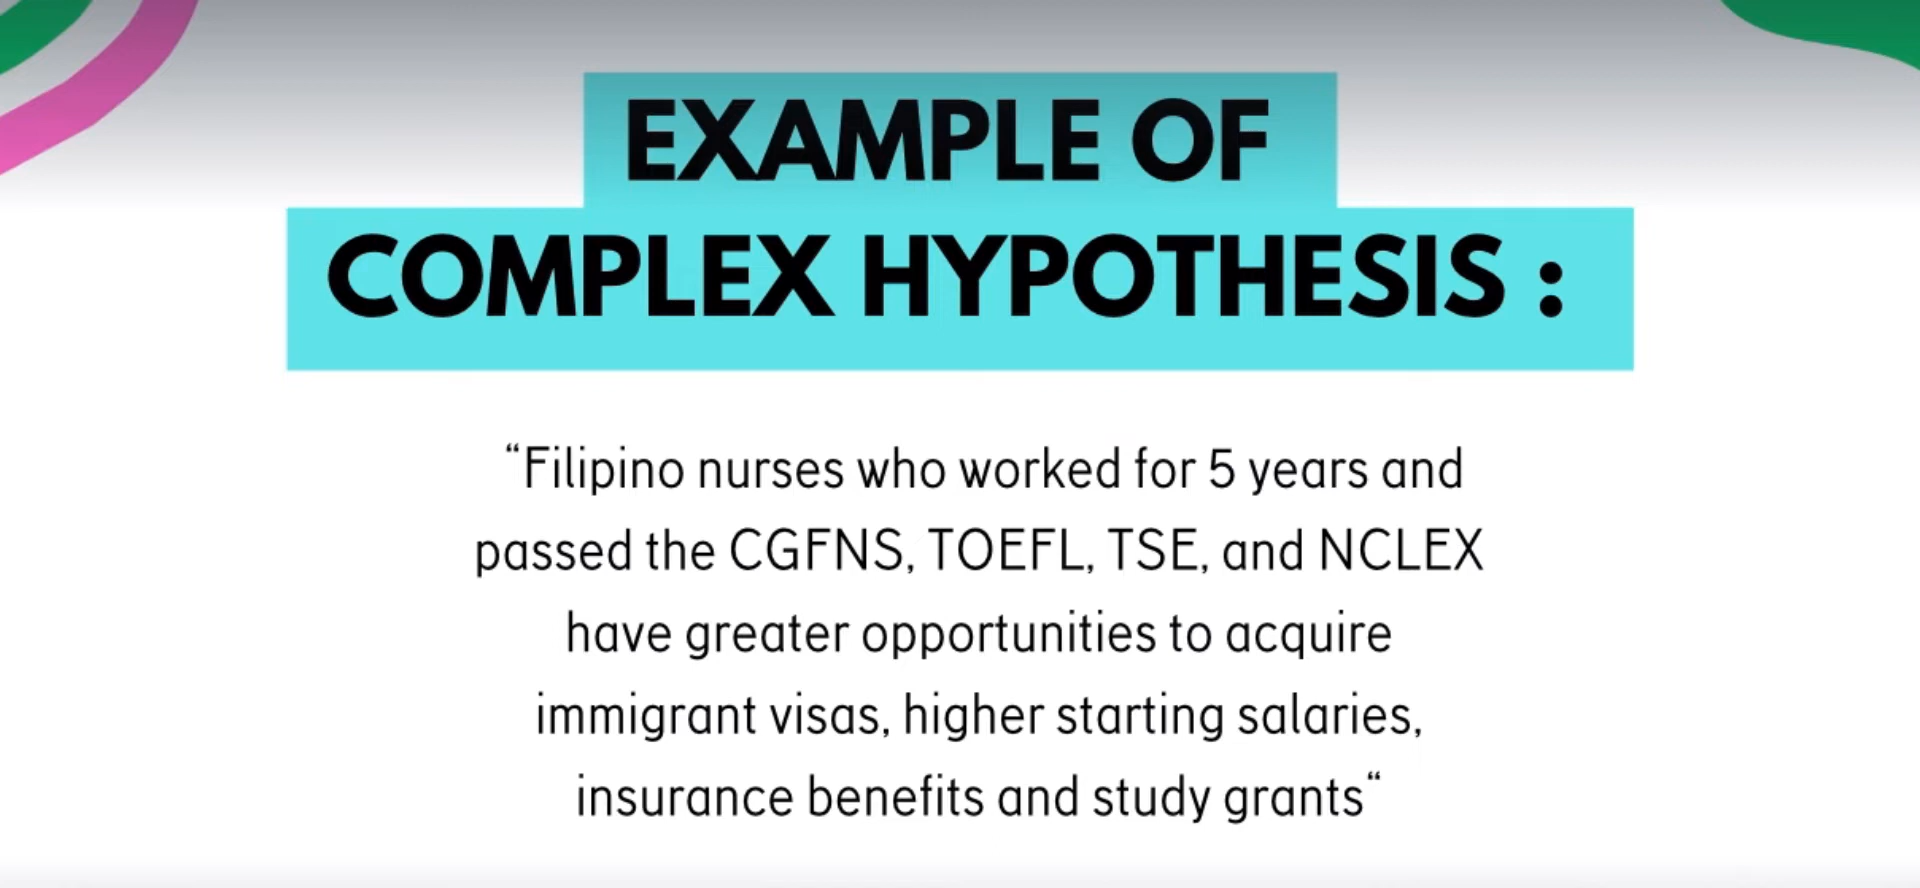 EXAMPLE OF
COMPLEX HYPOTHESIS :
“Filipino nurses who worked for 5 years and
passed the CGFNS, TOEFL, TSE, and NCLEX
have greater opportunities to acquire
immigrant visas, higher starting salaries,
insurance benefits and study grants“